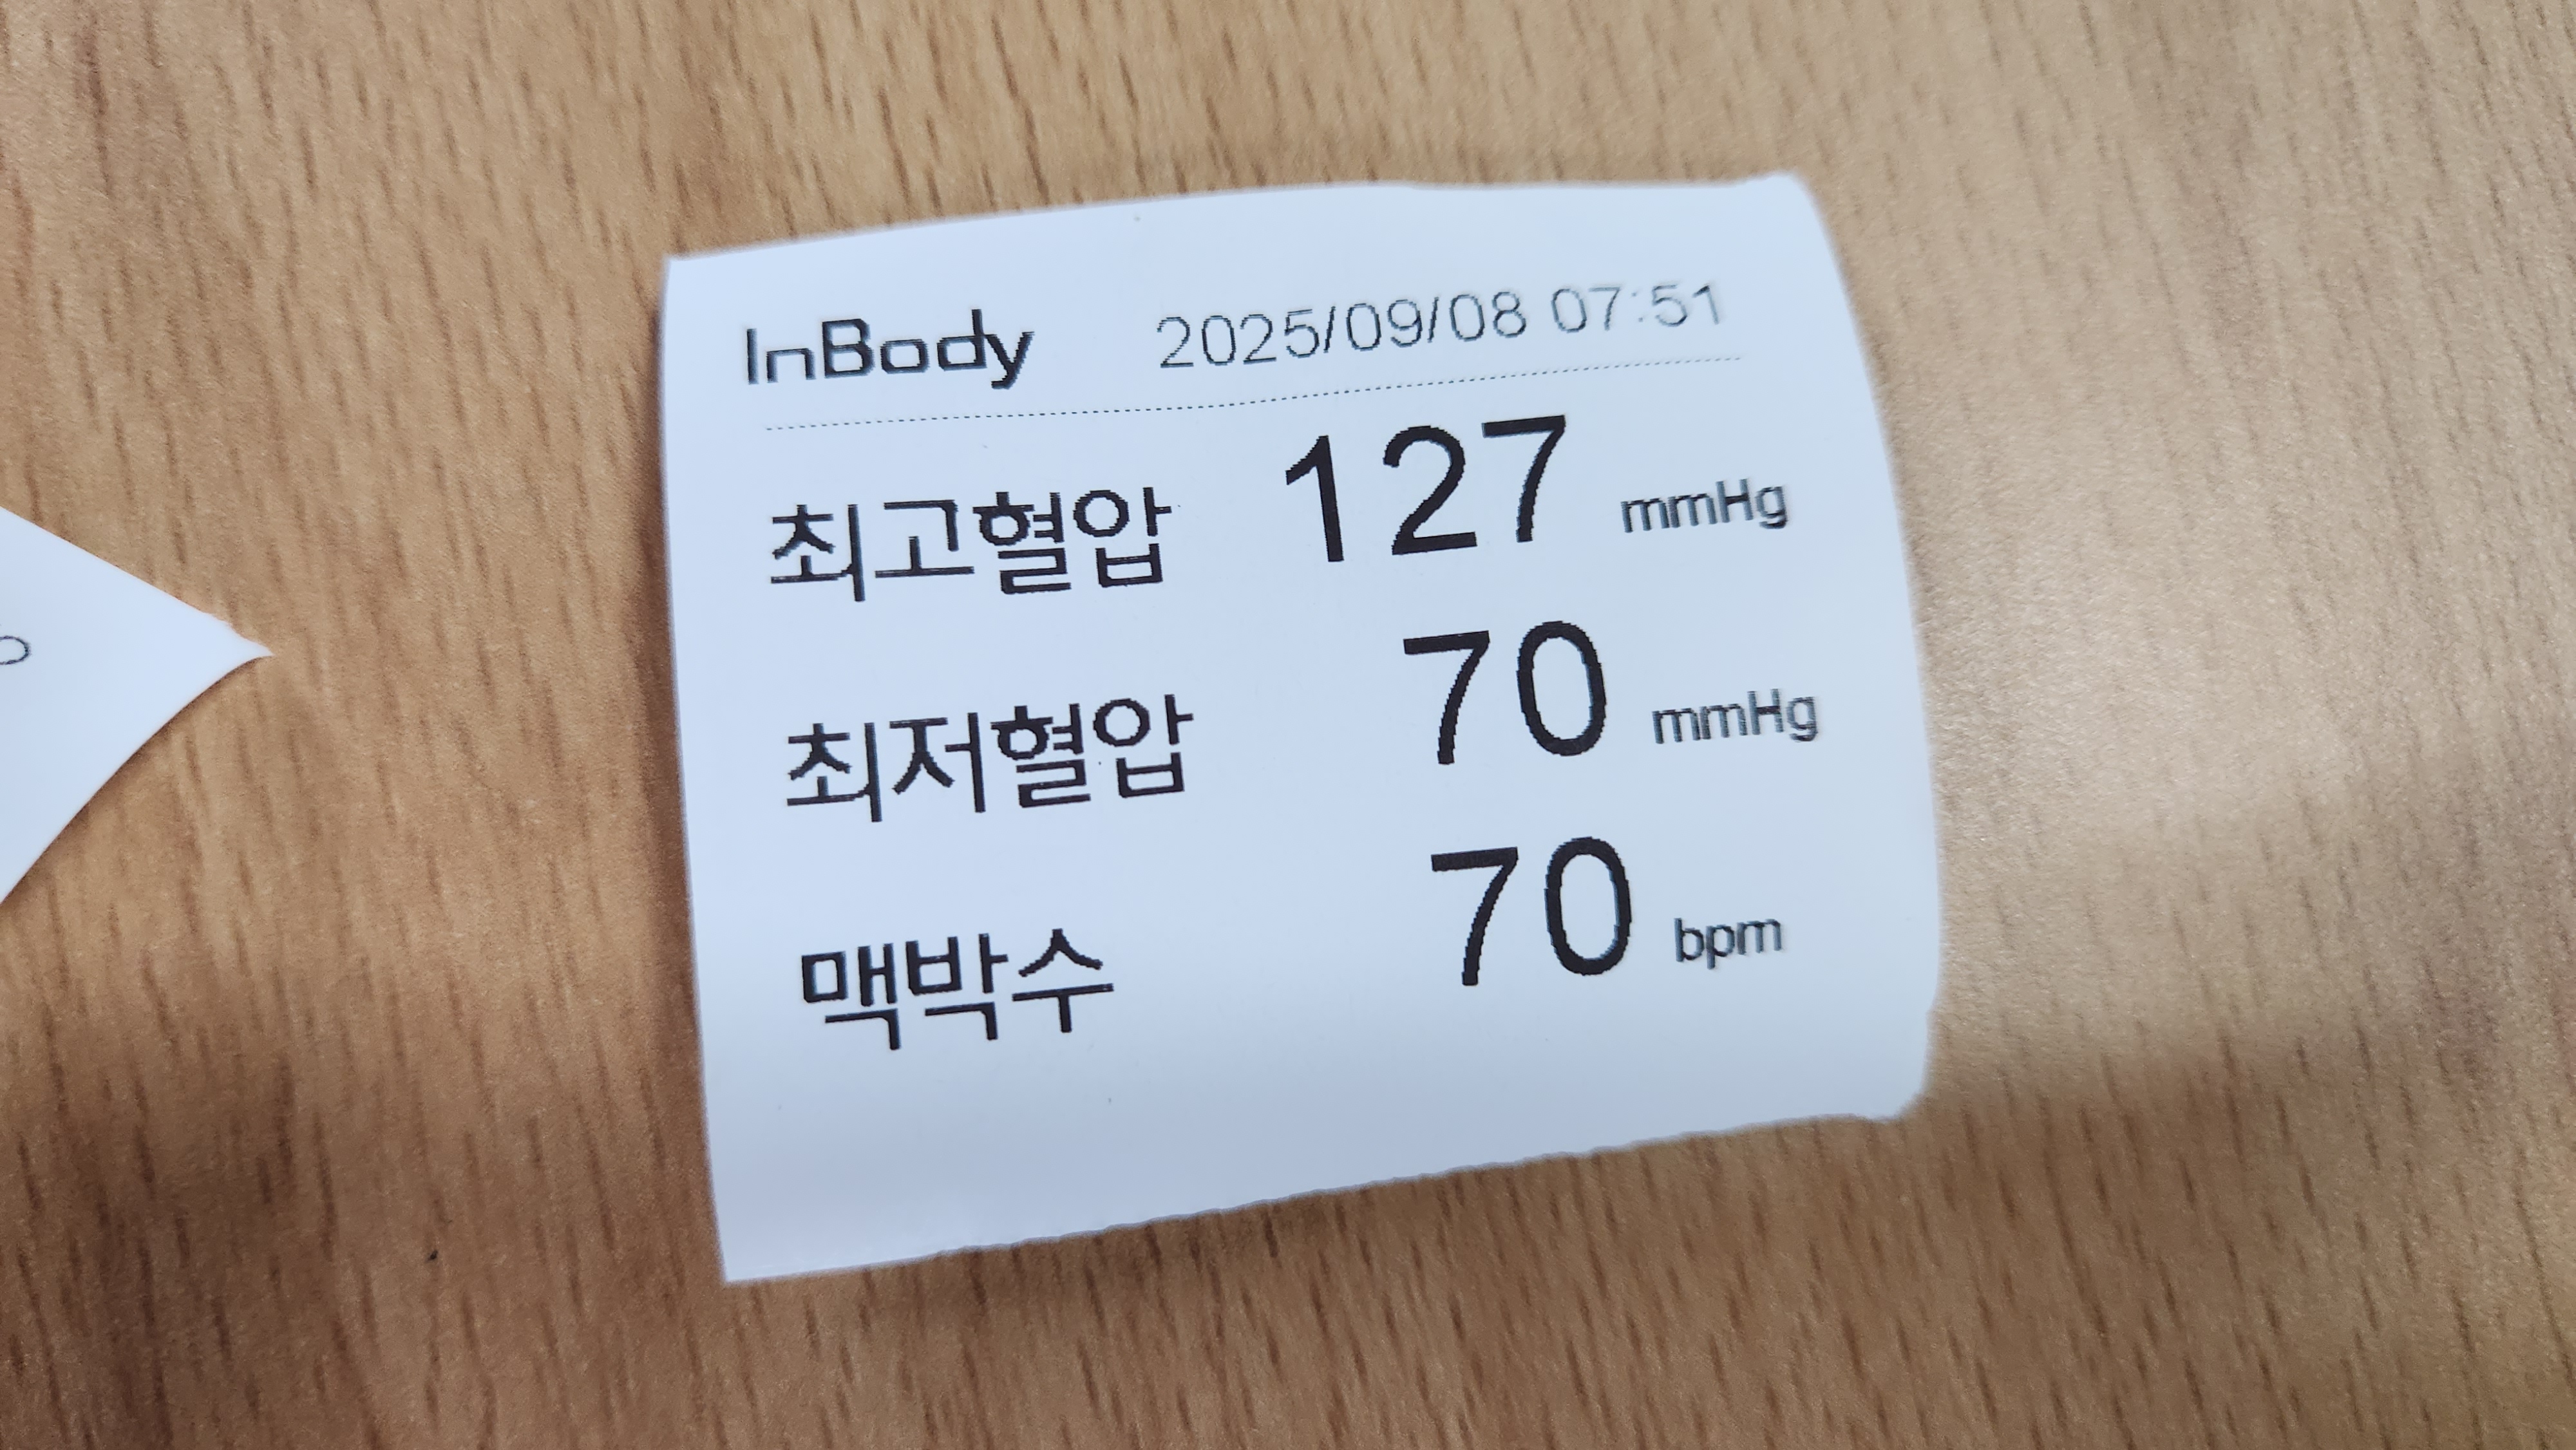 InBody 2025/09/08 07:51
최고혈압 127 mmHg
최저혈압 70 mmHg
맥박수 70 bpm